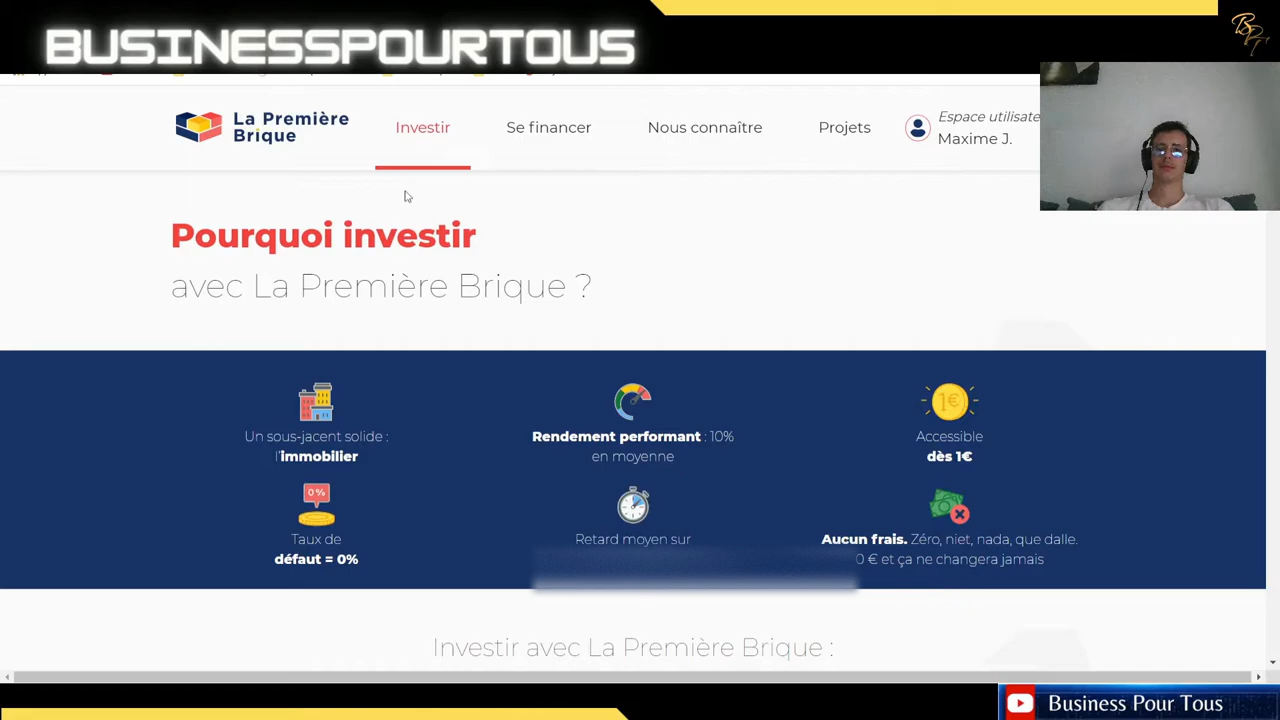 BUSINESSPOURTOUS
La Première
Brique
Investir
Se financer
Nous connaître
Projets
Espace utilisate
Maxime J.
Pourquoi investir
avec La Première Brique ?
Un sous-jacent solide :
l'immobilier
Rendement performant : 10%
en moyenne
1€
Accessible
dès 1€
0%
Taux de
défaut = 0%
Retard moyen sur
Aucun frais. Zéro, niet, nada, que dalle.
0 € et ça ne changera jamais
Investir avec La Première Brique :
Business Pour Tous